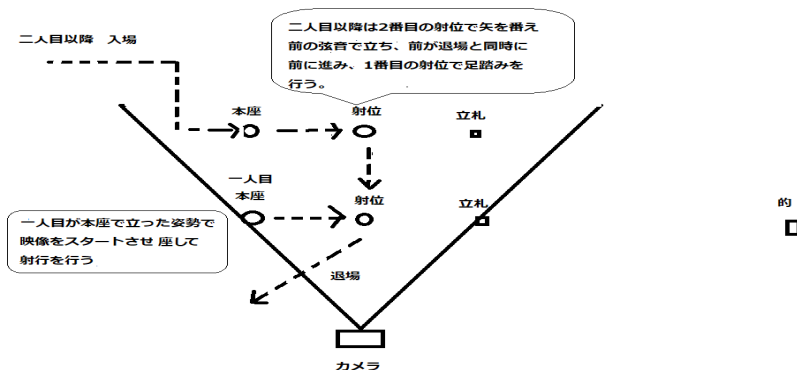 二人目以降 入場
二人目以降は2番目の射位で矢を番え
前の弦音で立ち、前が退場と同時に
前に進み、1番目の射位で足踏みを
行う。
本座
射位
立札
一人目
本座
射位
立札
的
一人目が本座で立った姿勢で
映像をスタートさせ 座して
射行を行う
退場
カメラ